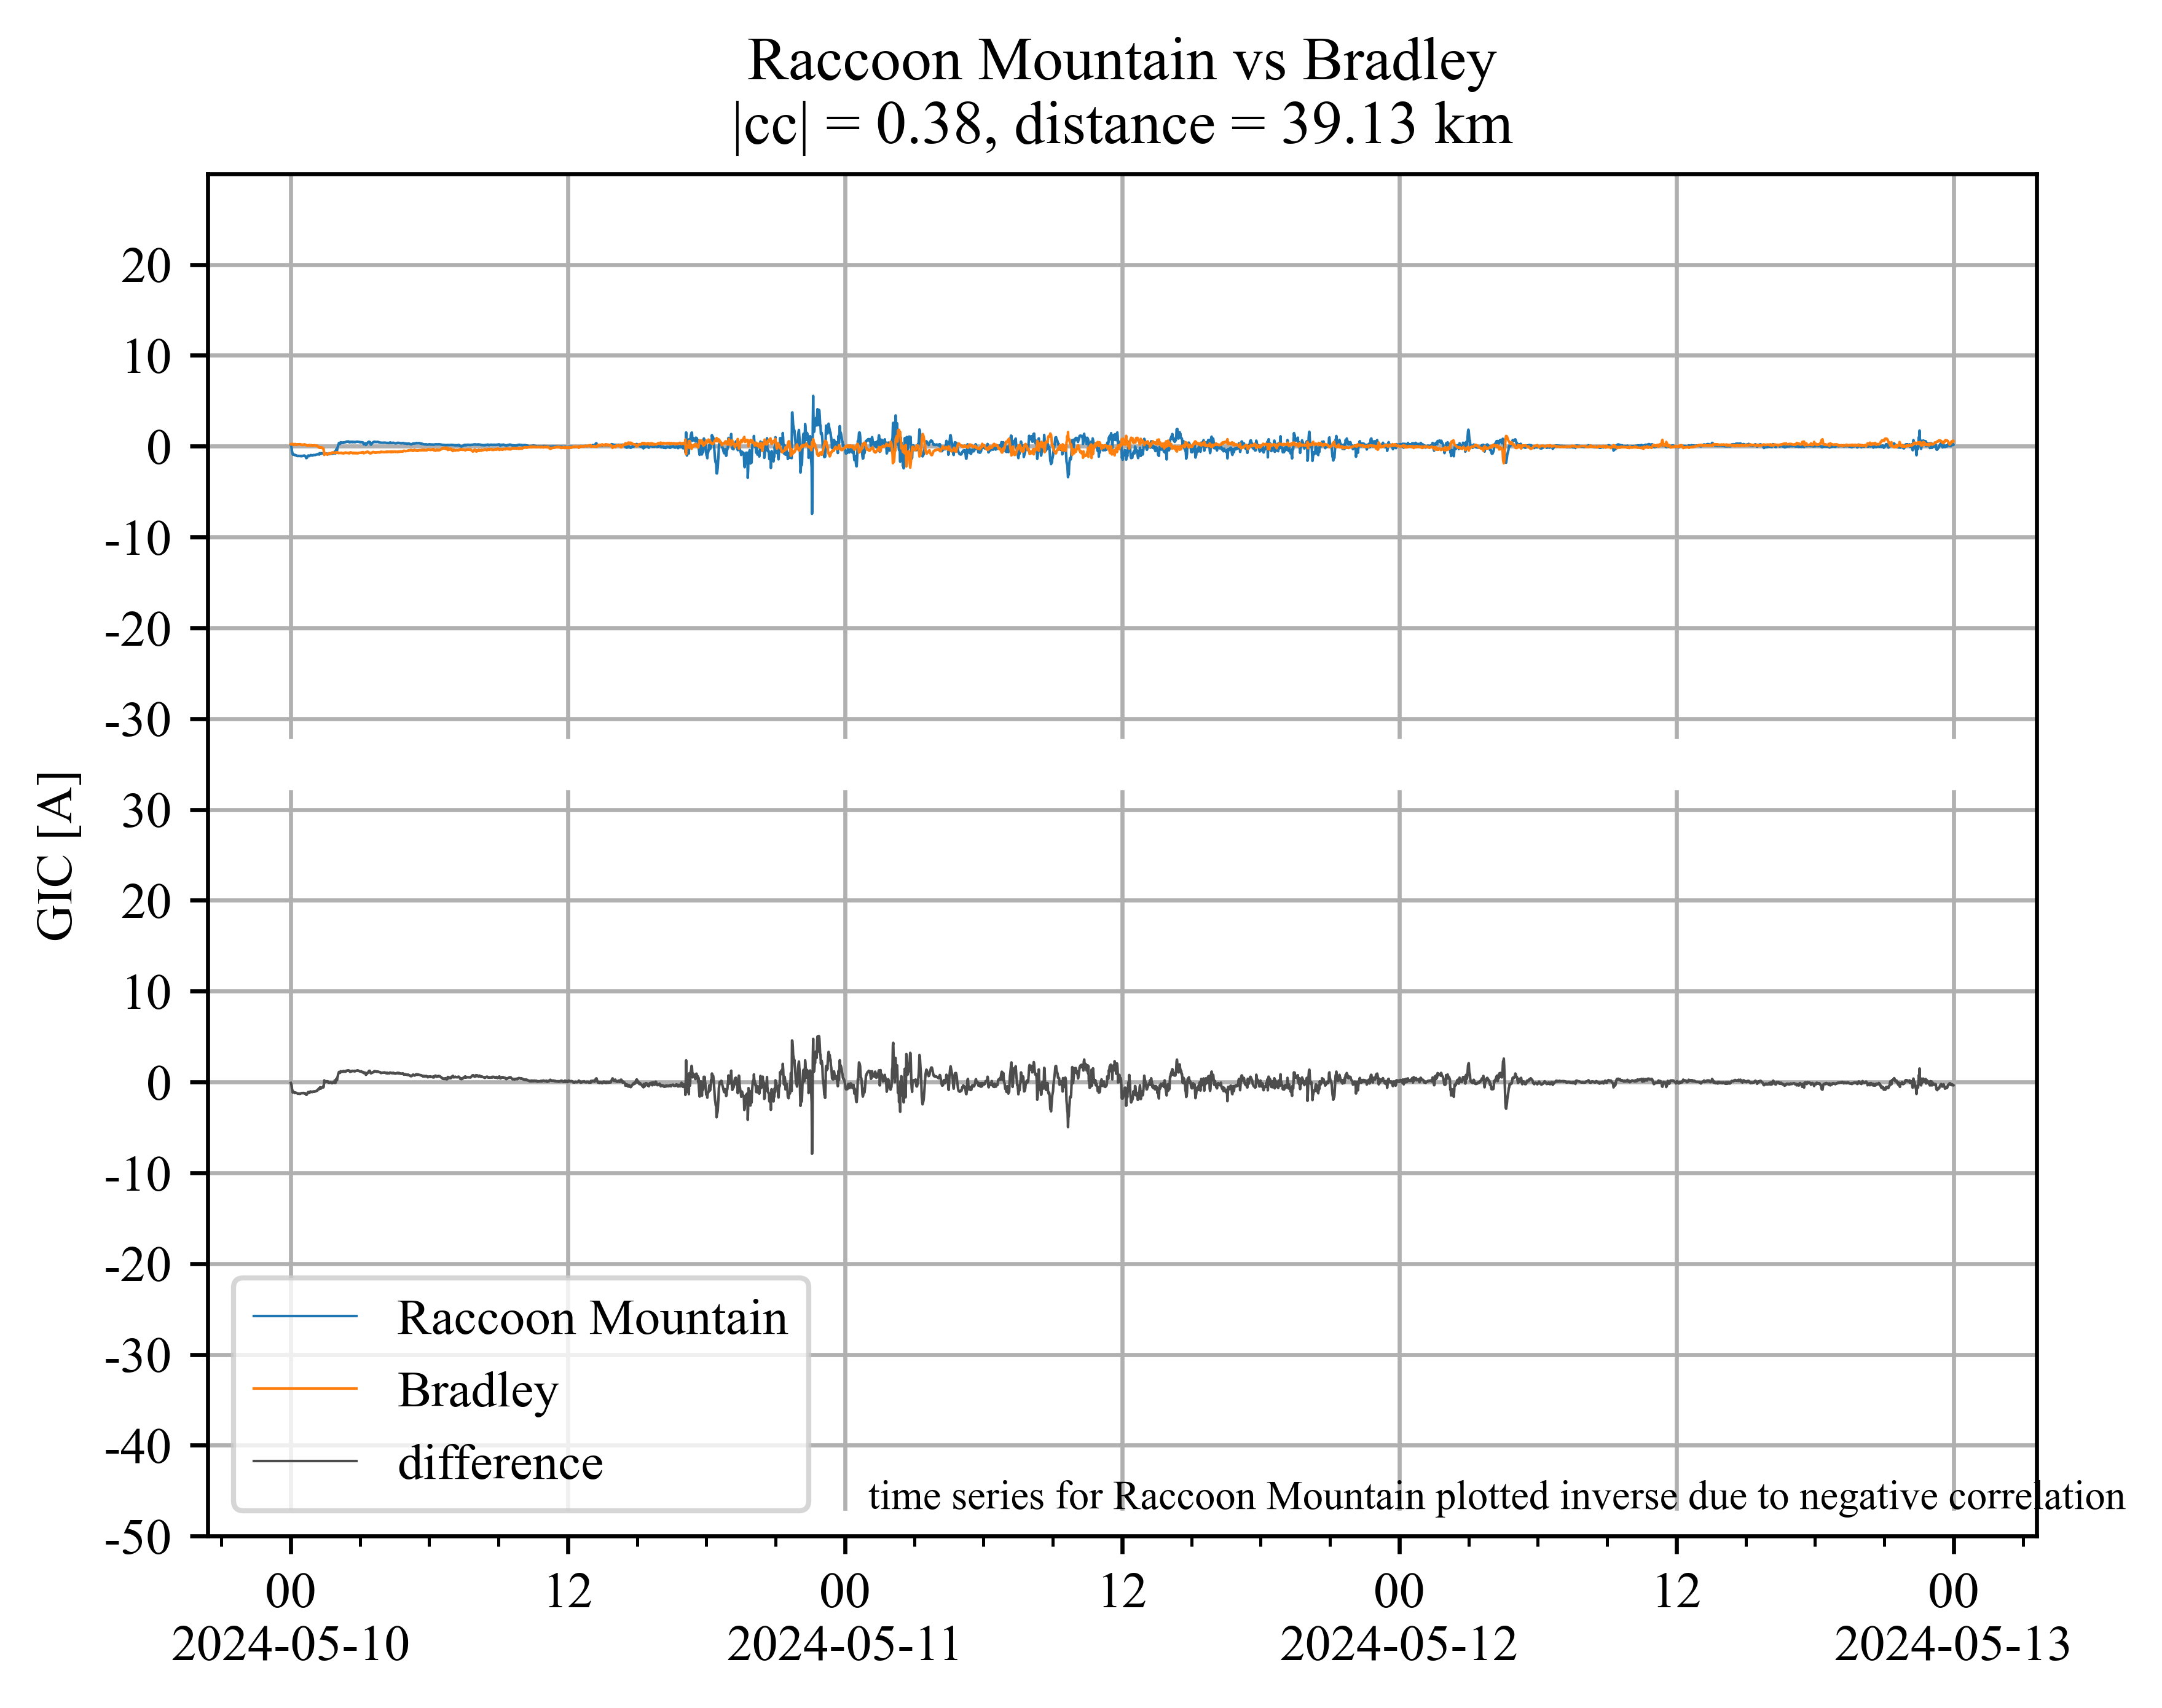 Raccoon Mountain vs Bradley
|cc| = 0.38, distance = 39.13 km
20
10
0
-10
-20
-30
30
20
10
0
-10
-20
-30
-40
-50
GIC [A]
Raccoon Mountain
Bradley
difference
time series for Raccoon Mountain plotted inverse due to negative correlation
00 12 00 12 00 12 00
2024-05-10 2024-05-11 2024-05-12 2024-05-13